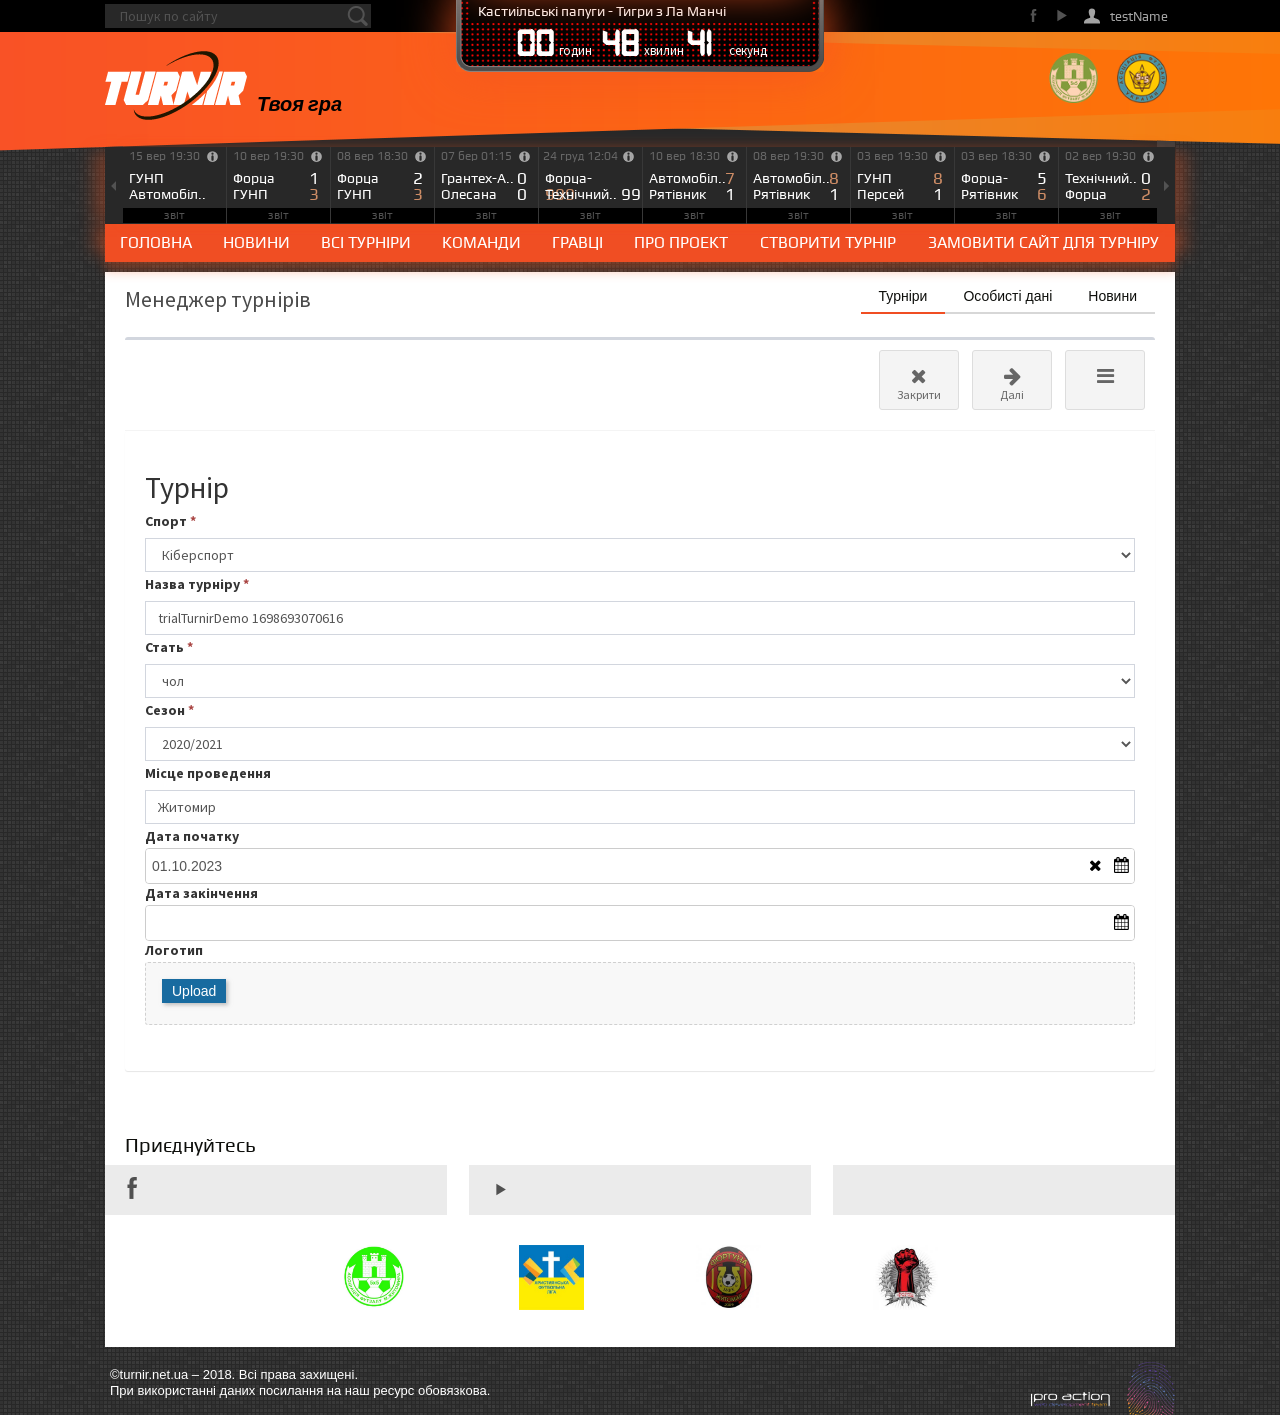 Пошук по сайту
Кастиільські папуги - Тигри з Ла Манчі
00 годин 48 хвилин 41 секунд
testName
TURNIR
Твоя гра
15 вер 19:30
ГУНП
Автомобіл..
звіт
10 вер 19:30
Форца 1
ГУНП 3
звіт
08 вер 18:30
Форца 2
ГУНП 3
звіт
07 бер 01:15
Грантех-А.. 0
Олесана 0
звіт
24 груд 12:04
Форца- 999
Технічний.. 99
звіт
10 вер 18:30
Автомобіл.. 7
Рятівник 1
звіт
08 вер 19:30
Автомобіл.. 8
Рятівник 1
звіт
03 вер 19:30
ГУНП 8
Персей 1
звіт
03 вер 18:30
Форца- 5
Рятівник 6
звіт
02 вер 19:30
Технічний.. 0
Форца 2
звіт
ГОЛОВНА НОВИНИ ВСІ ТУРНІРИ КОМАНДИ ГРАВЦІ ПРО ПРОЕКТ СТВОРИТИ ТУРНІР ЗАМОВИТИ САЙТ ДЛЯ ТУРНІРУ
Менеджер турнірів
Турніри Особисті дані Новини
Закрити Далі
Турнір
Спорт *
Кіберспорт
Назва турніру *
trialTurnirDemo 1698693070616
Стать *
чол
Сезон *
2020/2021
Місце проведення
Житомир
Дата початку
01.10.2023
Дата закінчення
Логотип
Upload
Приєднуйтесь
©turnir.net.ua – 2018. Всі права захищені.
При використанні даних посилання на наш ресурс обовязкова.
pro action